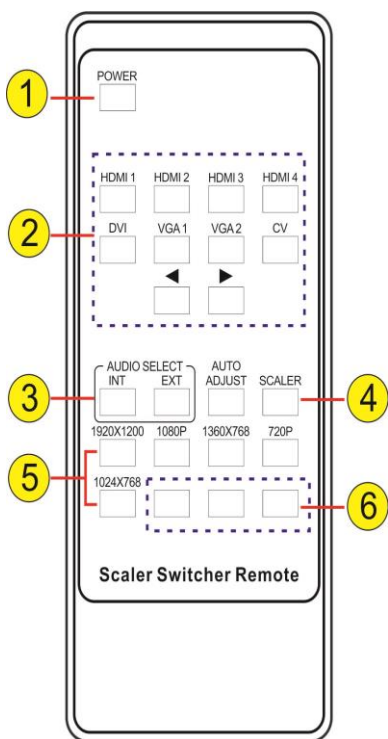 POWER
1
HDMI 1 HDMI 2 HDMI 3 HDMI 4
2
DVI VGA 1 VGA 2 CV
◀ ▶
AUDIO SELECT
INT EXT
AUTO
ADJUST
SCALER
3
4
1920X1200 1080P 1360X768 720P
5
1024X768
6
Scaler Switcher Remote